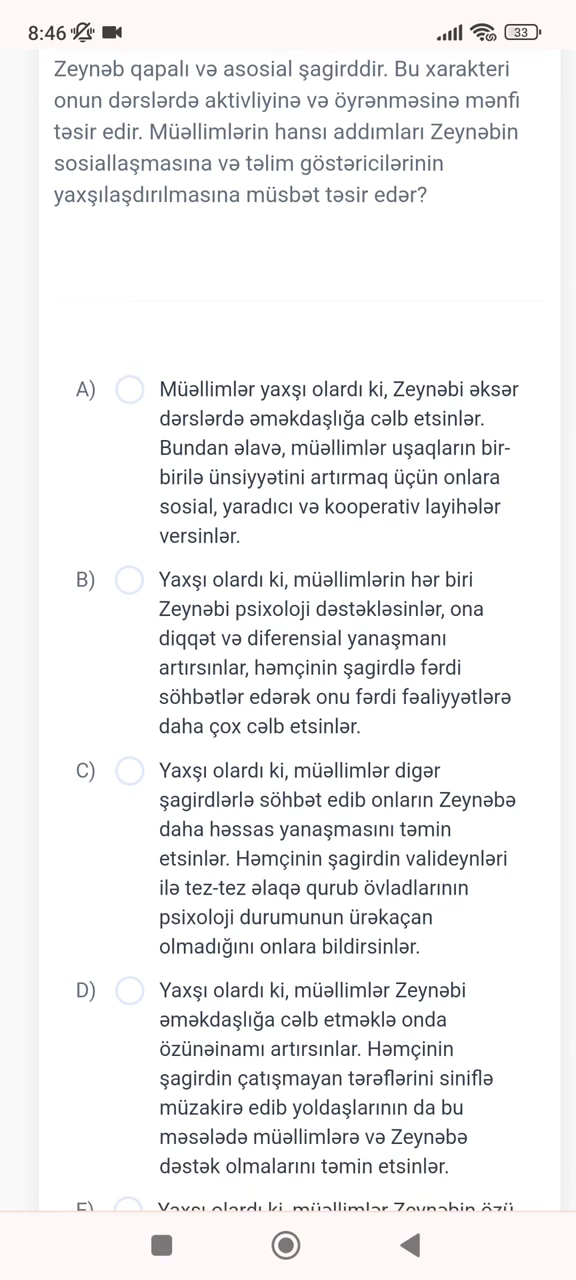 8:46
33
Zeynəb qapalı və asosial şagirddir. Bu xarakteri
onun dərslərdə aktivliyinə və öyrənməsinə mənfi
təsir edir. Müəllimlərin hansı addımları Zeynəbin
sosiallaşmasına və təlim göstəricilərinin
yaxşılaşdırılmasına müsbət təsir edər?
A) Müəllimlər yaxşı olardı ki, Zeynəbi əksər
dərslərdə əməkdaşlığa cəlb etsinlər.
Bundan əlavə, müəllimlər uşaqların bir-
birilə ünsiyyətini artırmaq üçün onlara
sosial, yaradıcı və kooperativ layihələr
versinlər.
B) Yaxşı olardı ki, müəllimlərin hər biri
Zeynəbi psixoloji dəstəkləsinlər, ona
diqqət və diferensial yanaşmanı
artırsınlar, həmçinin şagirdlə fərdi
söhbətlər edərək onu fərdi fəaliyyətlərə
daha çox cəlb etsinlər.
C) Yaxşı olardı ki, müəllimlər digər
şagirdlərlə söhbət edib onların Zeynəbə
daha həssas yanaşmasını təmin
etsinlər. Həmçinin şagirdin valideynləri
ilə tez-tez əlaqə qurub övladlarının
psixoloji durumunun ürəkaçan
olmadığını onlara bildirsinlər.
D) Yaxşı olardı ki, müəllimlər Zeynəbi
əməkdaşlığa cəlb etməklə onda
özünəinamı artırsınlar. Həmçinin
şagirdin çatışmayan tərəflərini siniflə
müzakirə edib yoldaşlarının da bu
məsələdə müəllimlərə və Zeynəbə
dəstək olmalarını təmin etsinlər.
E) Yaxşı olardı ki, müəllimlər Zeynəbin özü